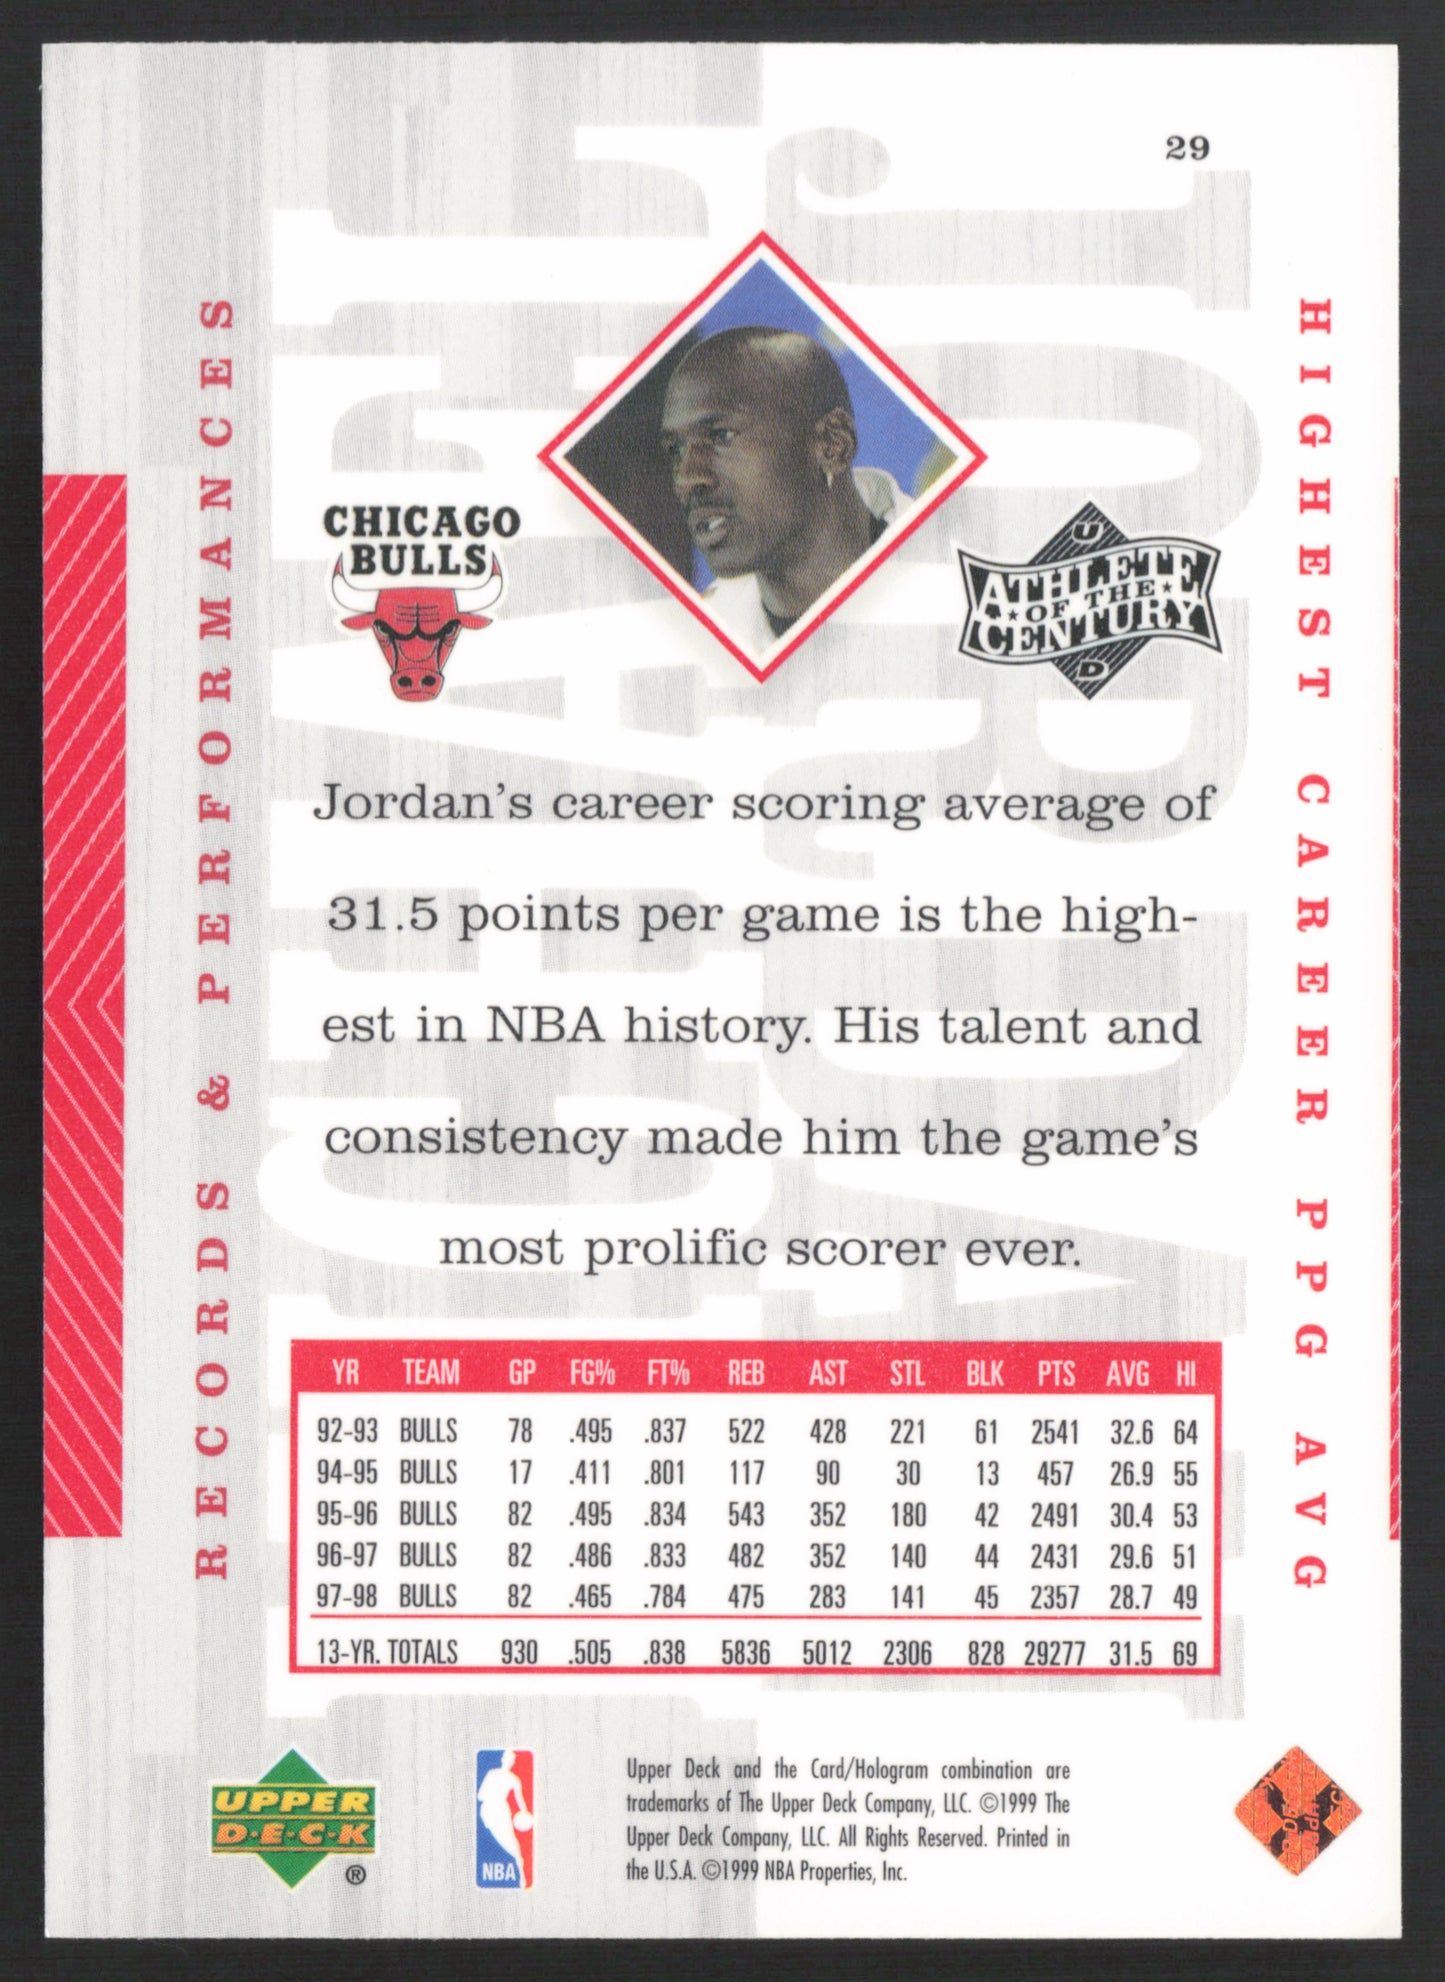 29
RECORDS & PERFORMANCES
HIGHEST CAREER PPG AVG
CHICAGO
BULLS
U
ATHLETE
★ OF THE ★
CENTURY
D
Jordan's career scoring average of
31.5 points per game is the high-
est in NBA history. His talent and
consistency made him the game's
most prolific scorer ever.
YR TEAM GP FG% FT% REB AST STL BLK PTS AVG HI
92-93 BULLS 78 .495 .837 522 428 221 61 2541 32.6 64
94-95 BULLS 17 .411 .801 117 90 30 13 457 26.9 55
95-96 BULLS 82 .495 .834 543 352 180 42 2491 30.4 53
96-97 BULLS 82 .486 .833 482 352 140 44 2431 29.6 51
97-98 BULLS 82 .465 .784 475 283 141 45 2357 28.7 49
13-YR. TOTALS 930 .505 .838 5836 5012 2306 828 29277 31.5 69
UPPER
D·E·C·K
®
NBA
Upper Deck and the Card/Hologram combination are
trademarks of The Upper Deck Company, LLC. ©1999 The
Upper Deck Company, LLC. All Rights Reserved. Printed in
the U.S.A. ©1999 NBA Properties, Inc.